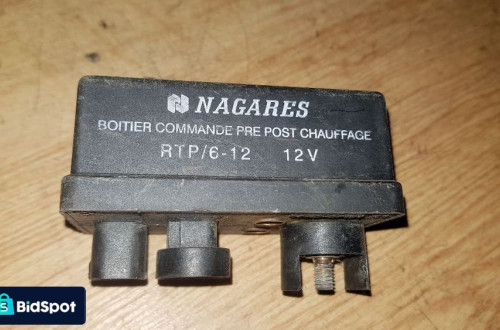 NAGARES
BOITIER COMMANDE PRE POST CHAUFFAGE
RTP/6-12 12V
BidSpot